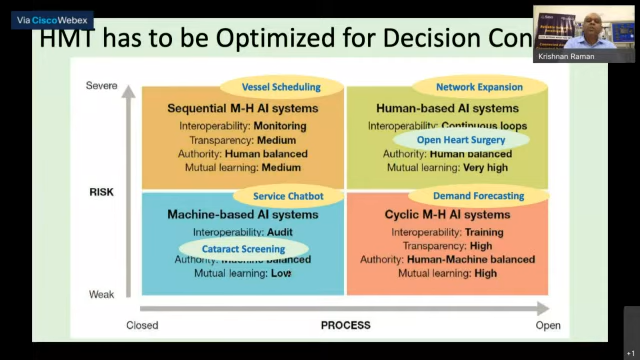 Via CiscoWebex
HMT has to be Optimized for Decision Con
Krishnan Raman
Severe
RISK
Weak
Vessel Scheduling
Sequential M-H AI systems
Interoperability: Monitoring
Transparency: Medium
Authority: Human balanced
Mutual learning: Medium
Network Expansion
Human-based AI systems
Interoperability: Continuous loops
Open Heart Surgery
Authority: Human balanced
Mutual learning: Very high
Service Chatbot
Machine-based AI systems
Interoperability: Audit
Cataract Screening
Authority: Machine balanced
Mutual learning: Low
Demand Forecasting
Cyclic M-H AI systems
Interoperability: Training
Transparency: High
Authority: Human-Machine balanced
Mutual learning: High
Closed
PROCESS
Open
+1